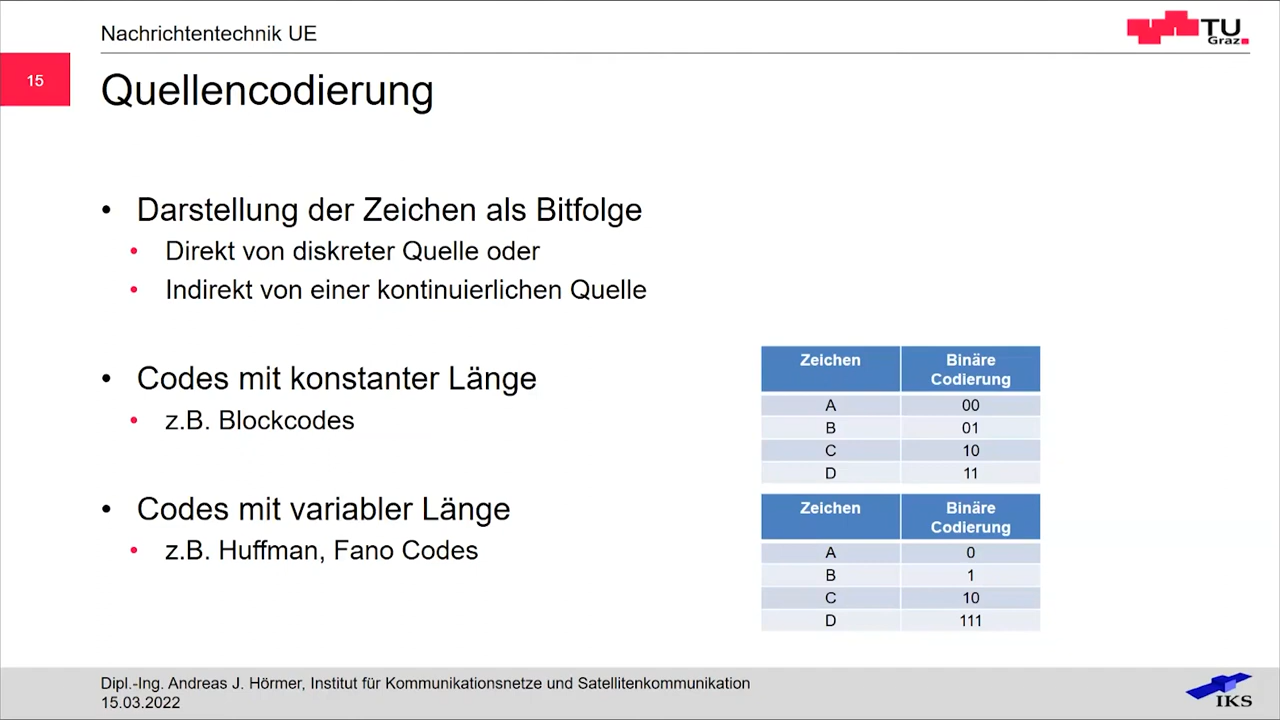 Nachrichtentechnik UE
TU
Graz
15
Quellencodierung
• Darstellung der Zeichen als Bitfolge
• Direkt von diskreter Quelle oder
• Indirekt von einer kontinuierlichen Quelle
• Codes mit konstanter Länge
• z.B. Blockcodes
• Codes mit variabler Länge
• z.B. Huffman, Fano Codes
Zeichen Binäre Codierung
A 00
B 01
C 10
D 11
Zeichen Binäre Codierung
A 0
B 1
C 10
D 111
Dipl.-Ing. Andreas J. Hörmer, Institut für Kommunikationsnetze und Satellitenkommunikation
15.03.2022
IKS